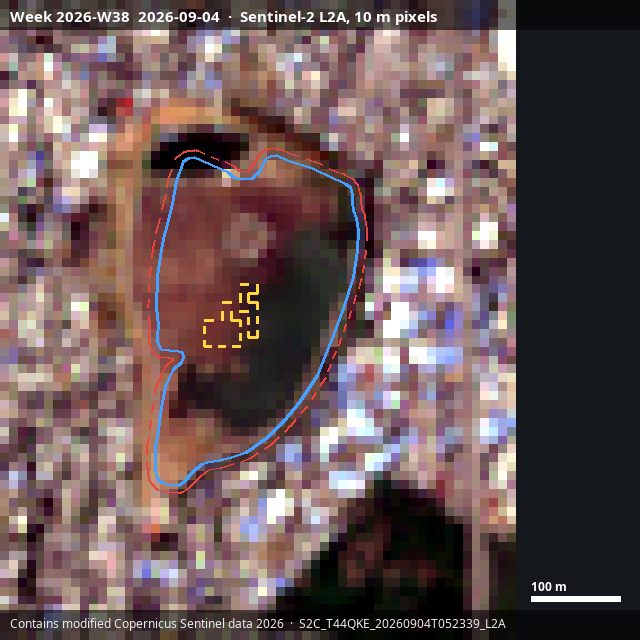 Week 2026-W38  2026-09-04  ·  Sentinel-2 L2A, 10 m pixels
100 m
Contains modified Copernicus Sentinel data 2026  ·  S2C_T44QKE_20260904T052339_L2A